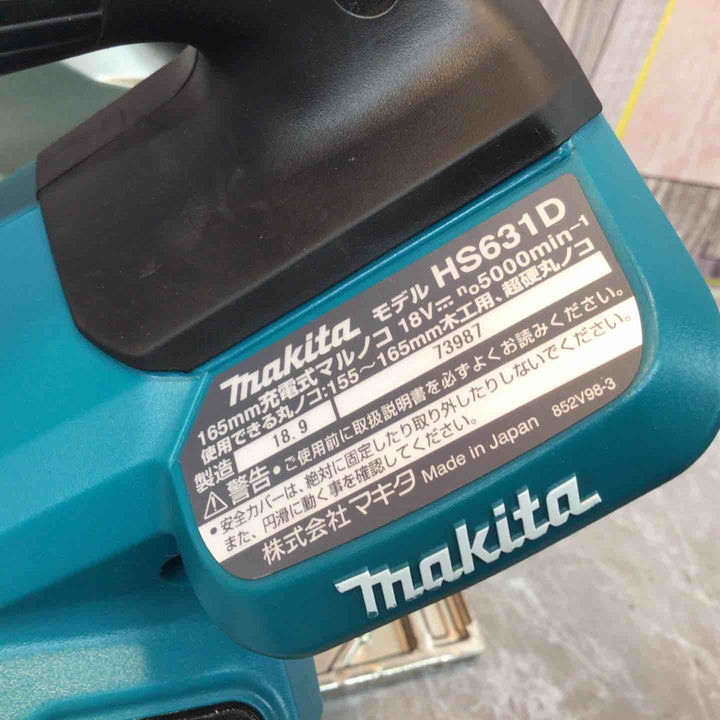 makita モデル HS631D
165mm充電式マルノコ 18V⎓ n₀5000min⁻¹
使用できる丸ノコ:155～165mm木工用、超硬丸ノコ
製造 18.9 73987
⚠警告 •ご使用前に取扱説明書を必ずよくお読みください。
•安全カバーは、絶対に固定したり取り外したりしないでください。
また、円滑に動く事を確認してください。
株式会社マキタ Made in Japan 852V98-3
makita